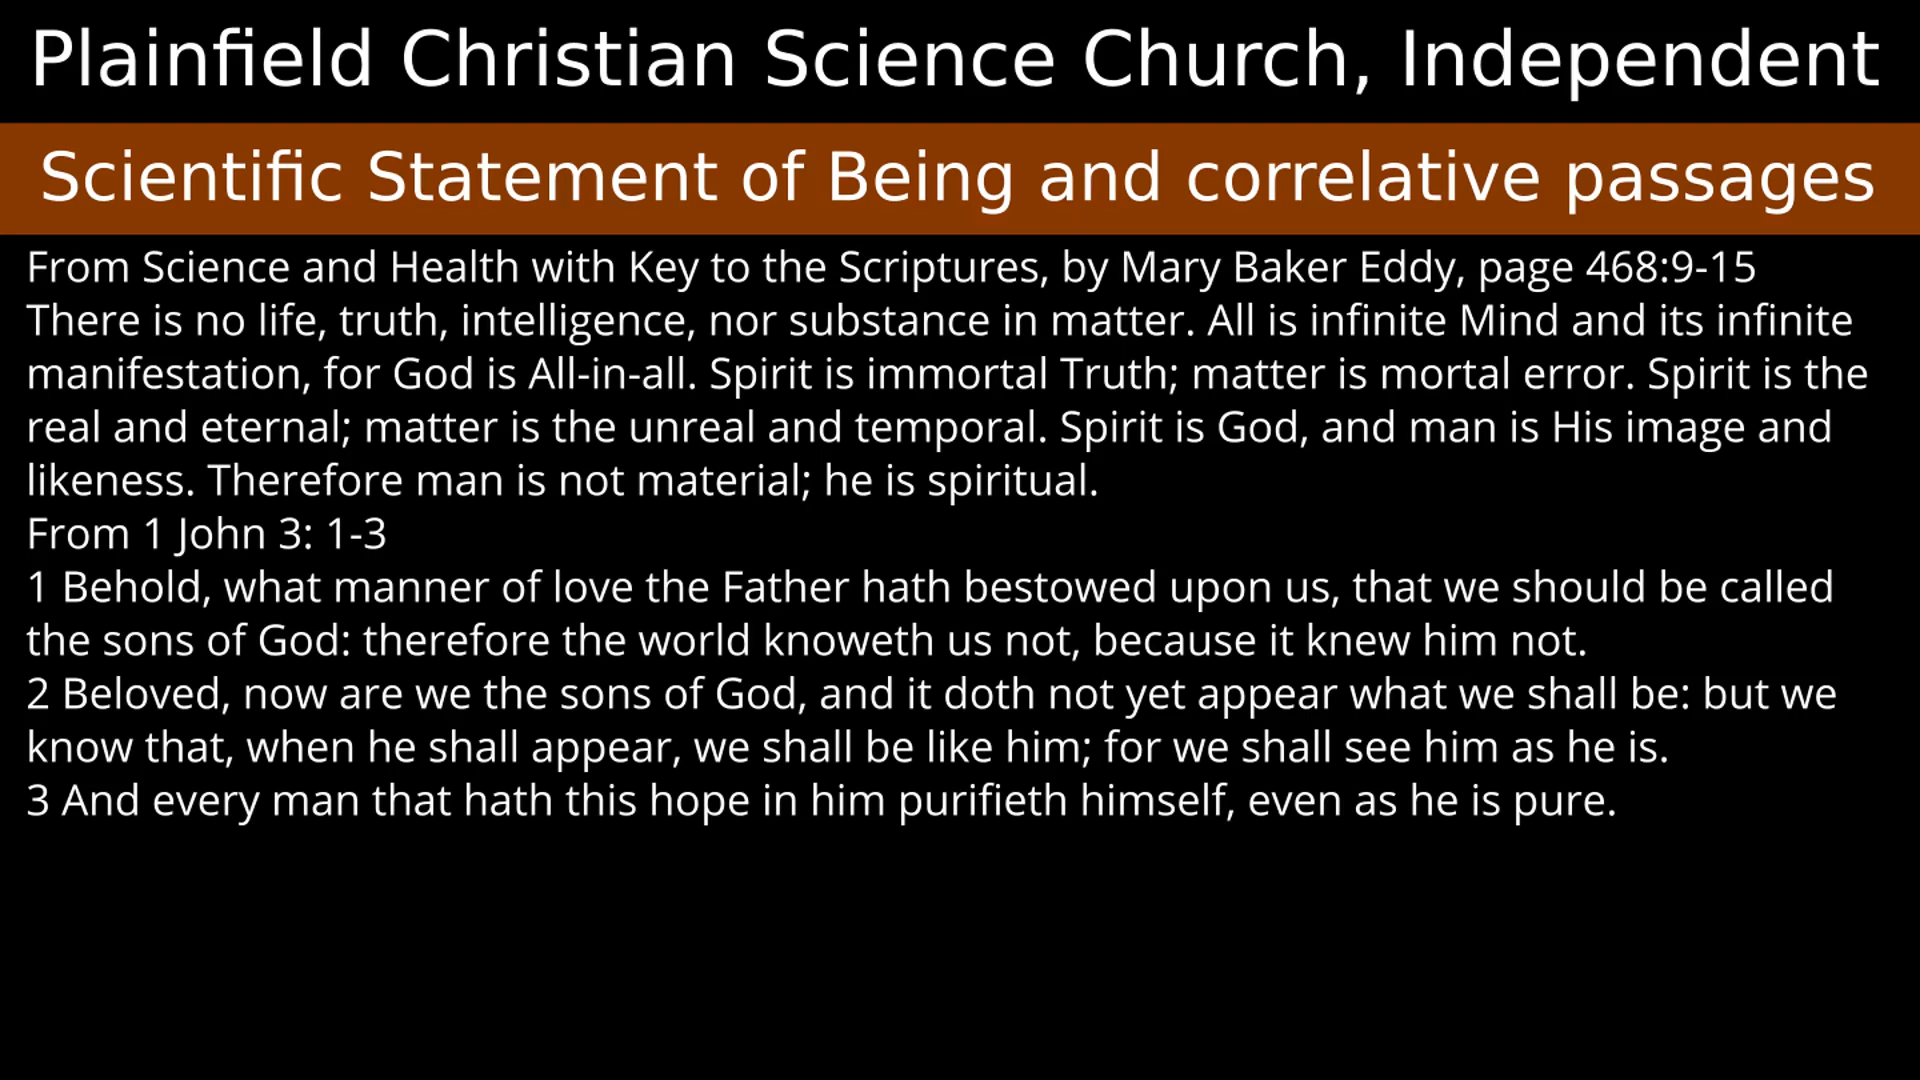 Plainfield Christian Science Church, Independent
Scientific Statement of Being and correlative passages
From Science and Health with Key to the Scriptures, by Mary Baker Eddy, page 468:9-15
There is no life, truth, intelligence, nor substance in matter. All is infinite Mind and its infinite
manifestation, for God is All-in-all. Spirit is immortal Truth; matter is mortal error. Spirit is the
real and eternal; matter is the unreal and temporal. Spirit is God, and man is His image and
likeness. Therefore man is not material; he is spiritual.
From 1 John 3: 1-3
1 Behold, what manner of love the Father hath bestowed upon us, that we should be called
the sons of God: therefore the world knoweth us not, because it knew him not.
2 Beloved, now are we the sons of God, and it doth not yet appear what we shall be: but we
know that, when he shall appear, we shall be like him; for we shall see him as he is.
3 And every man that hath this hope in him purifieth himself, even as he is pure.